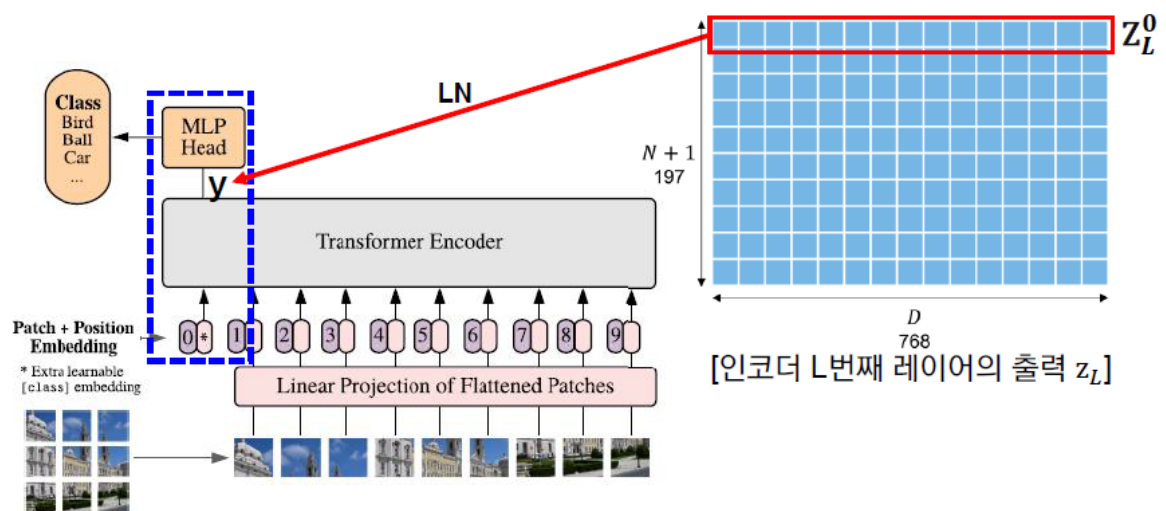 Class
Bird
Ball
Car
...
MLP
Head
y
LN
Transformer Encoder
Patch + Position
Embedding
0 * 1 2 3 4 5 6 7 8 9
* Extra learnable
[class] embedding
Linear Projection of Flattened Patches
Z_L^0
N + 1
197
D
768
[인코더 L번째 레이어의 출력 z_L]